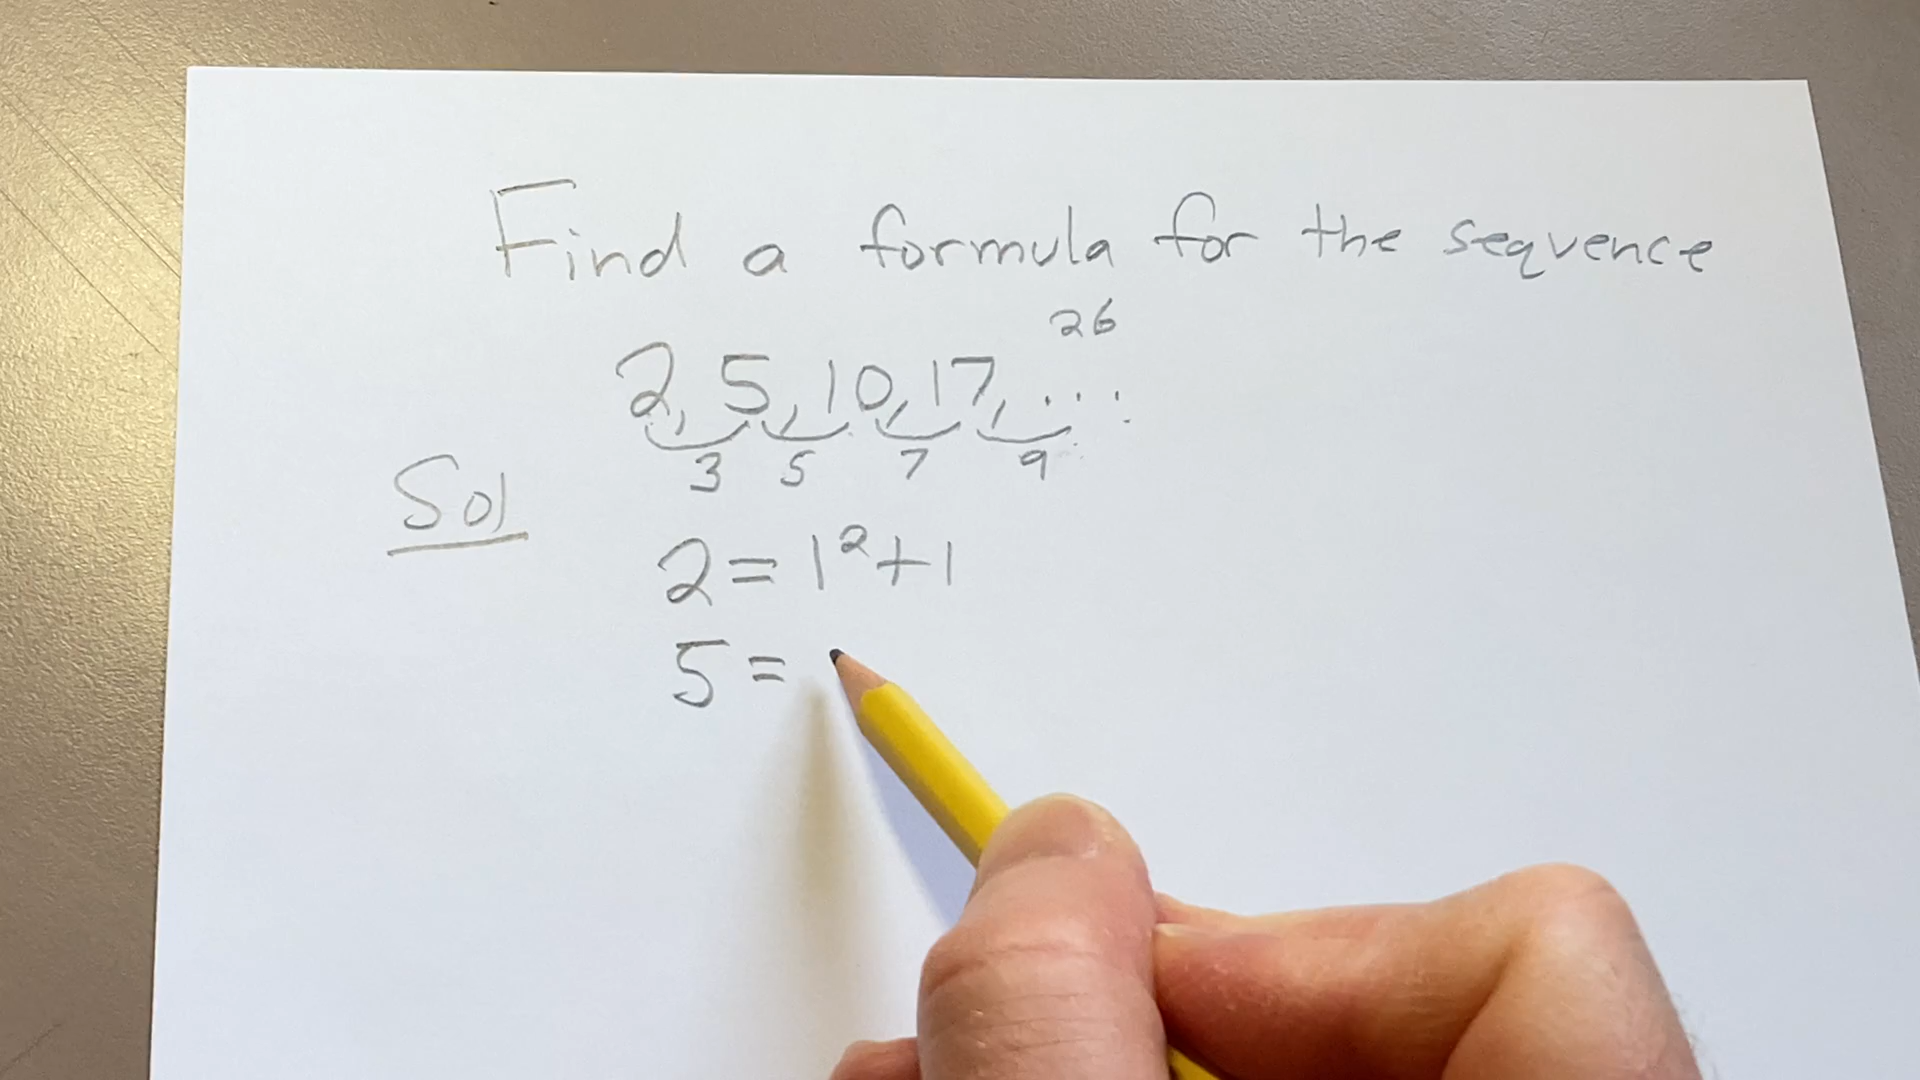 Find a formula for the sequence
26
2, 5, 10, 17, ...
3 5 7 9
Sol
2 = 1² + 1
5 =